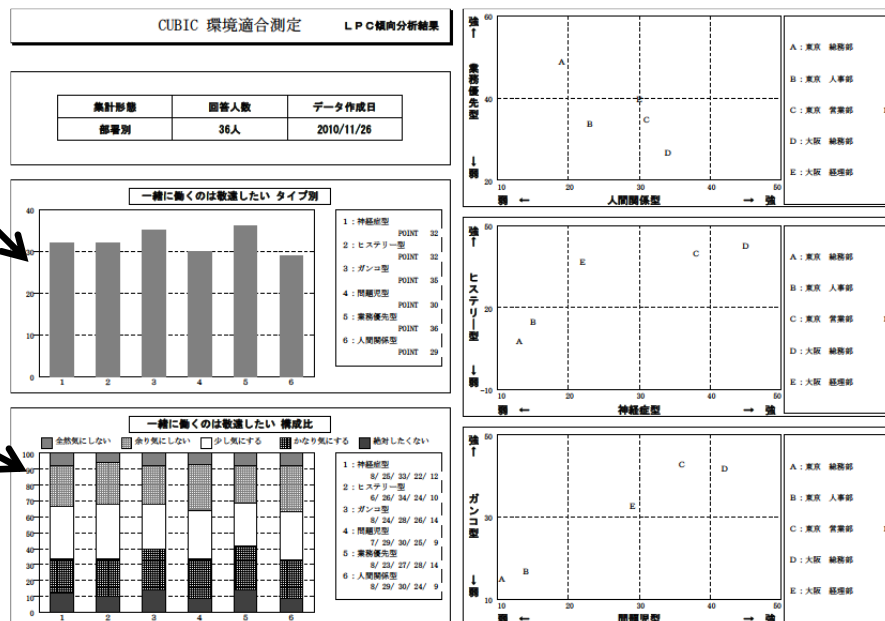 CUBIC 環境適合測定 ＬＰＣ傾向分析結果
集計形態 回答人数 データ作成日
部署別 36人 2010/11/26
一緒に働くのは敬遠したい タイプ別
40
30
20
10
0
1 2 3 4 5 6
1：神経症型
POINT 32
2：ヒステリー型
POINT 32
3：ガンコ型
POINT 35
4：問題児型
POINT 30
5：業務優先型
POINT 36
6：人間関係型
POINT 29
一緒に働くのは敬遠したい 構成比
全然気にしない 余り気にしない 少し気にする かなり気にする 絶対したくない
100
90
80
70
60
50
40
30
20
10
0
1 2 3 4 5 6
1：神経症型
8/ 25/ 33/ 22/ 12
2：ヒステリー型
6/ 26/ 34/ 24/ 10
3：ガンコ型
8/ 24/ 28/ 26/ 14
4：問題児型
7/ 29/ 30/ 25/ 9
5：業務優先型
8/ 23/ 27/ 28/ 14
6：人間関係型
8/ 29/ 30/ 24/ 9
強↑ 業務優先型 ↓弱
60
40
20
A
B
E
C
D
10 20 30 40 50
弱 ← 人間関係型 → 強
A：東京 総務部
B：東京 人事部
C：東京 営業部
D：大阪 総務部
E：大阪 経理部
強↑ ヒステリー型 ↓弱
50
20
-10
A
B
E
C
D
10 20 30 40 50
弱 ← 神経症型 → 強
A：東京 総務部
B：東京 人事部
C：東京 営業部
D：大阪 総務部
E：大阪 経理部
強↑ ガンコ型 ↓弱
50
30
10
A
B
E
C
D
10 20 30 40 50
弱 ← 問題児型 → 強
A：東京 総務部
B：東京 人事部
C：東京 営業部
D：大阪 総務部
E：大阪 経理部